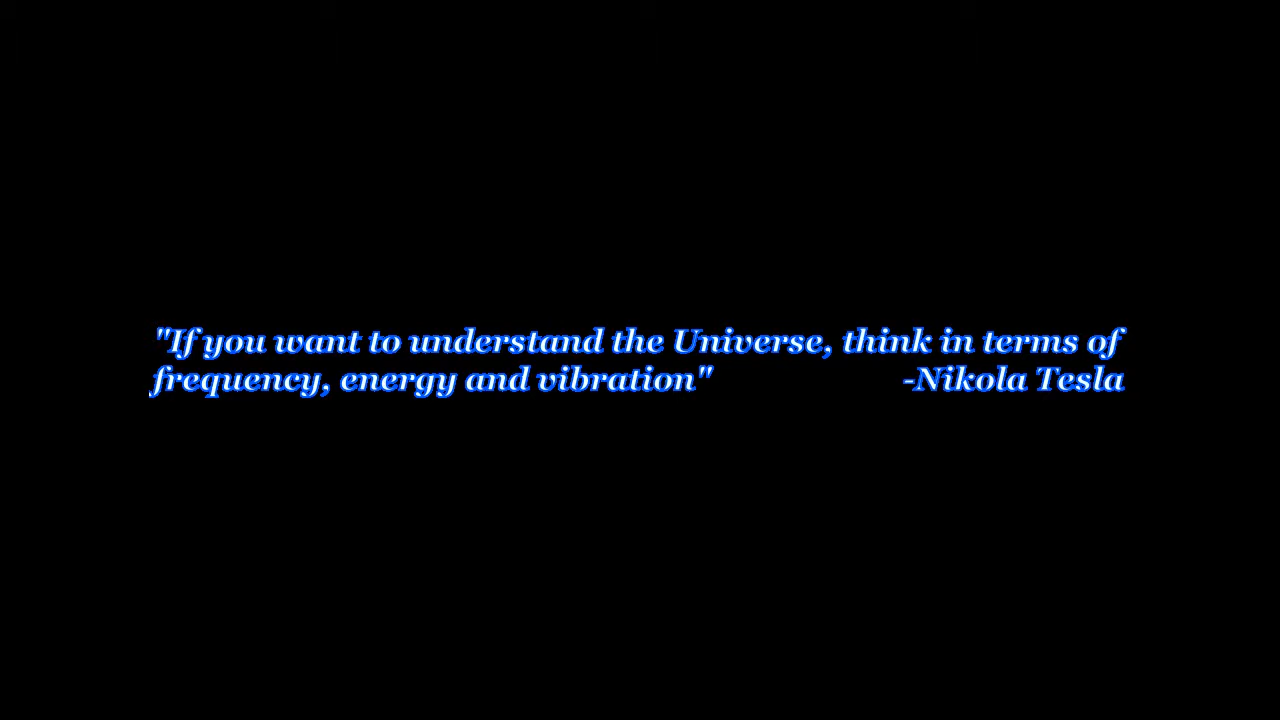 "If you want to understand the Universe, think in terms of
frequency, energy and vibration" -Nikola Tesla